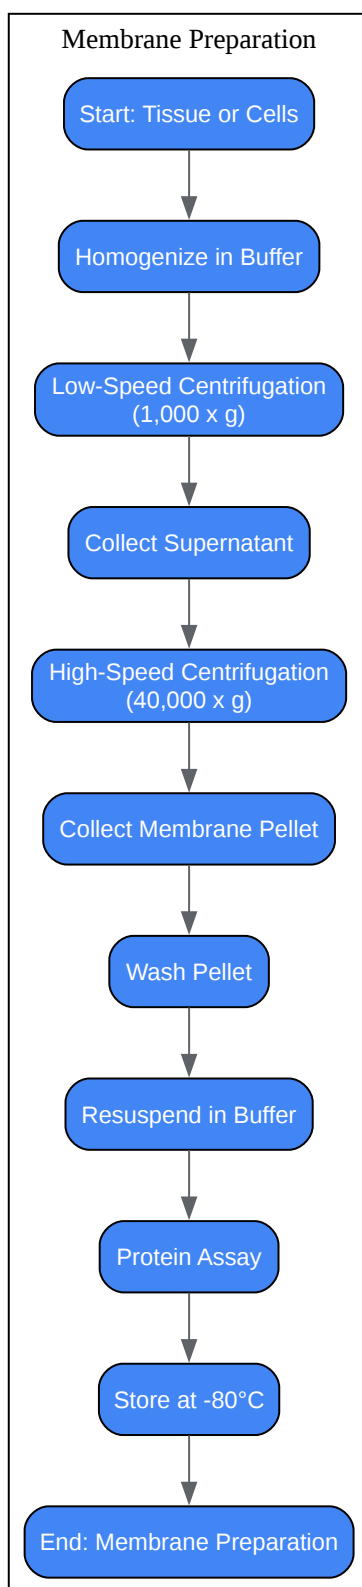 Membrane Preparation
Start: Tissue or Cells
Homogenize in Buffer
Low-Speed Centrifugation
(1,000 x g)
Collect Supernatant
High-Speed Centrifugation
(40,000 x g)
Collect Membrane Pellet
Wash Pellet
Resuspend in Buffer
Protein Assay
Store at -80°C
End: Membrane Preparation